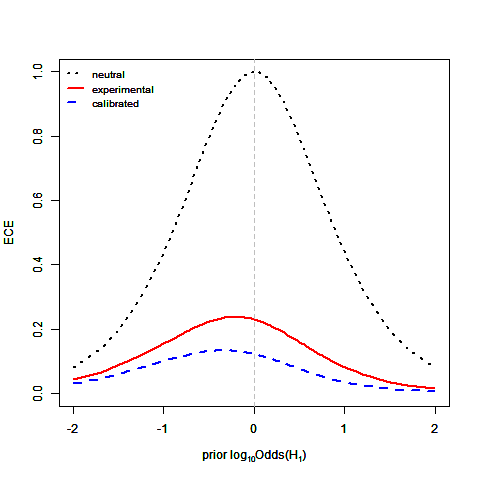 neutral
experimental
calibrated
1.0
0.8
0.6
0.4
0.2
0.0
ECE
-2 -1 0 1 2
prior log₁₀Odds(H₁)